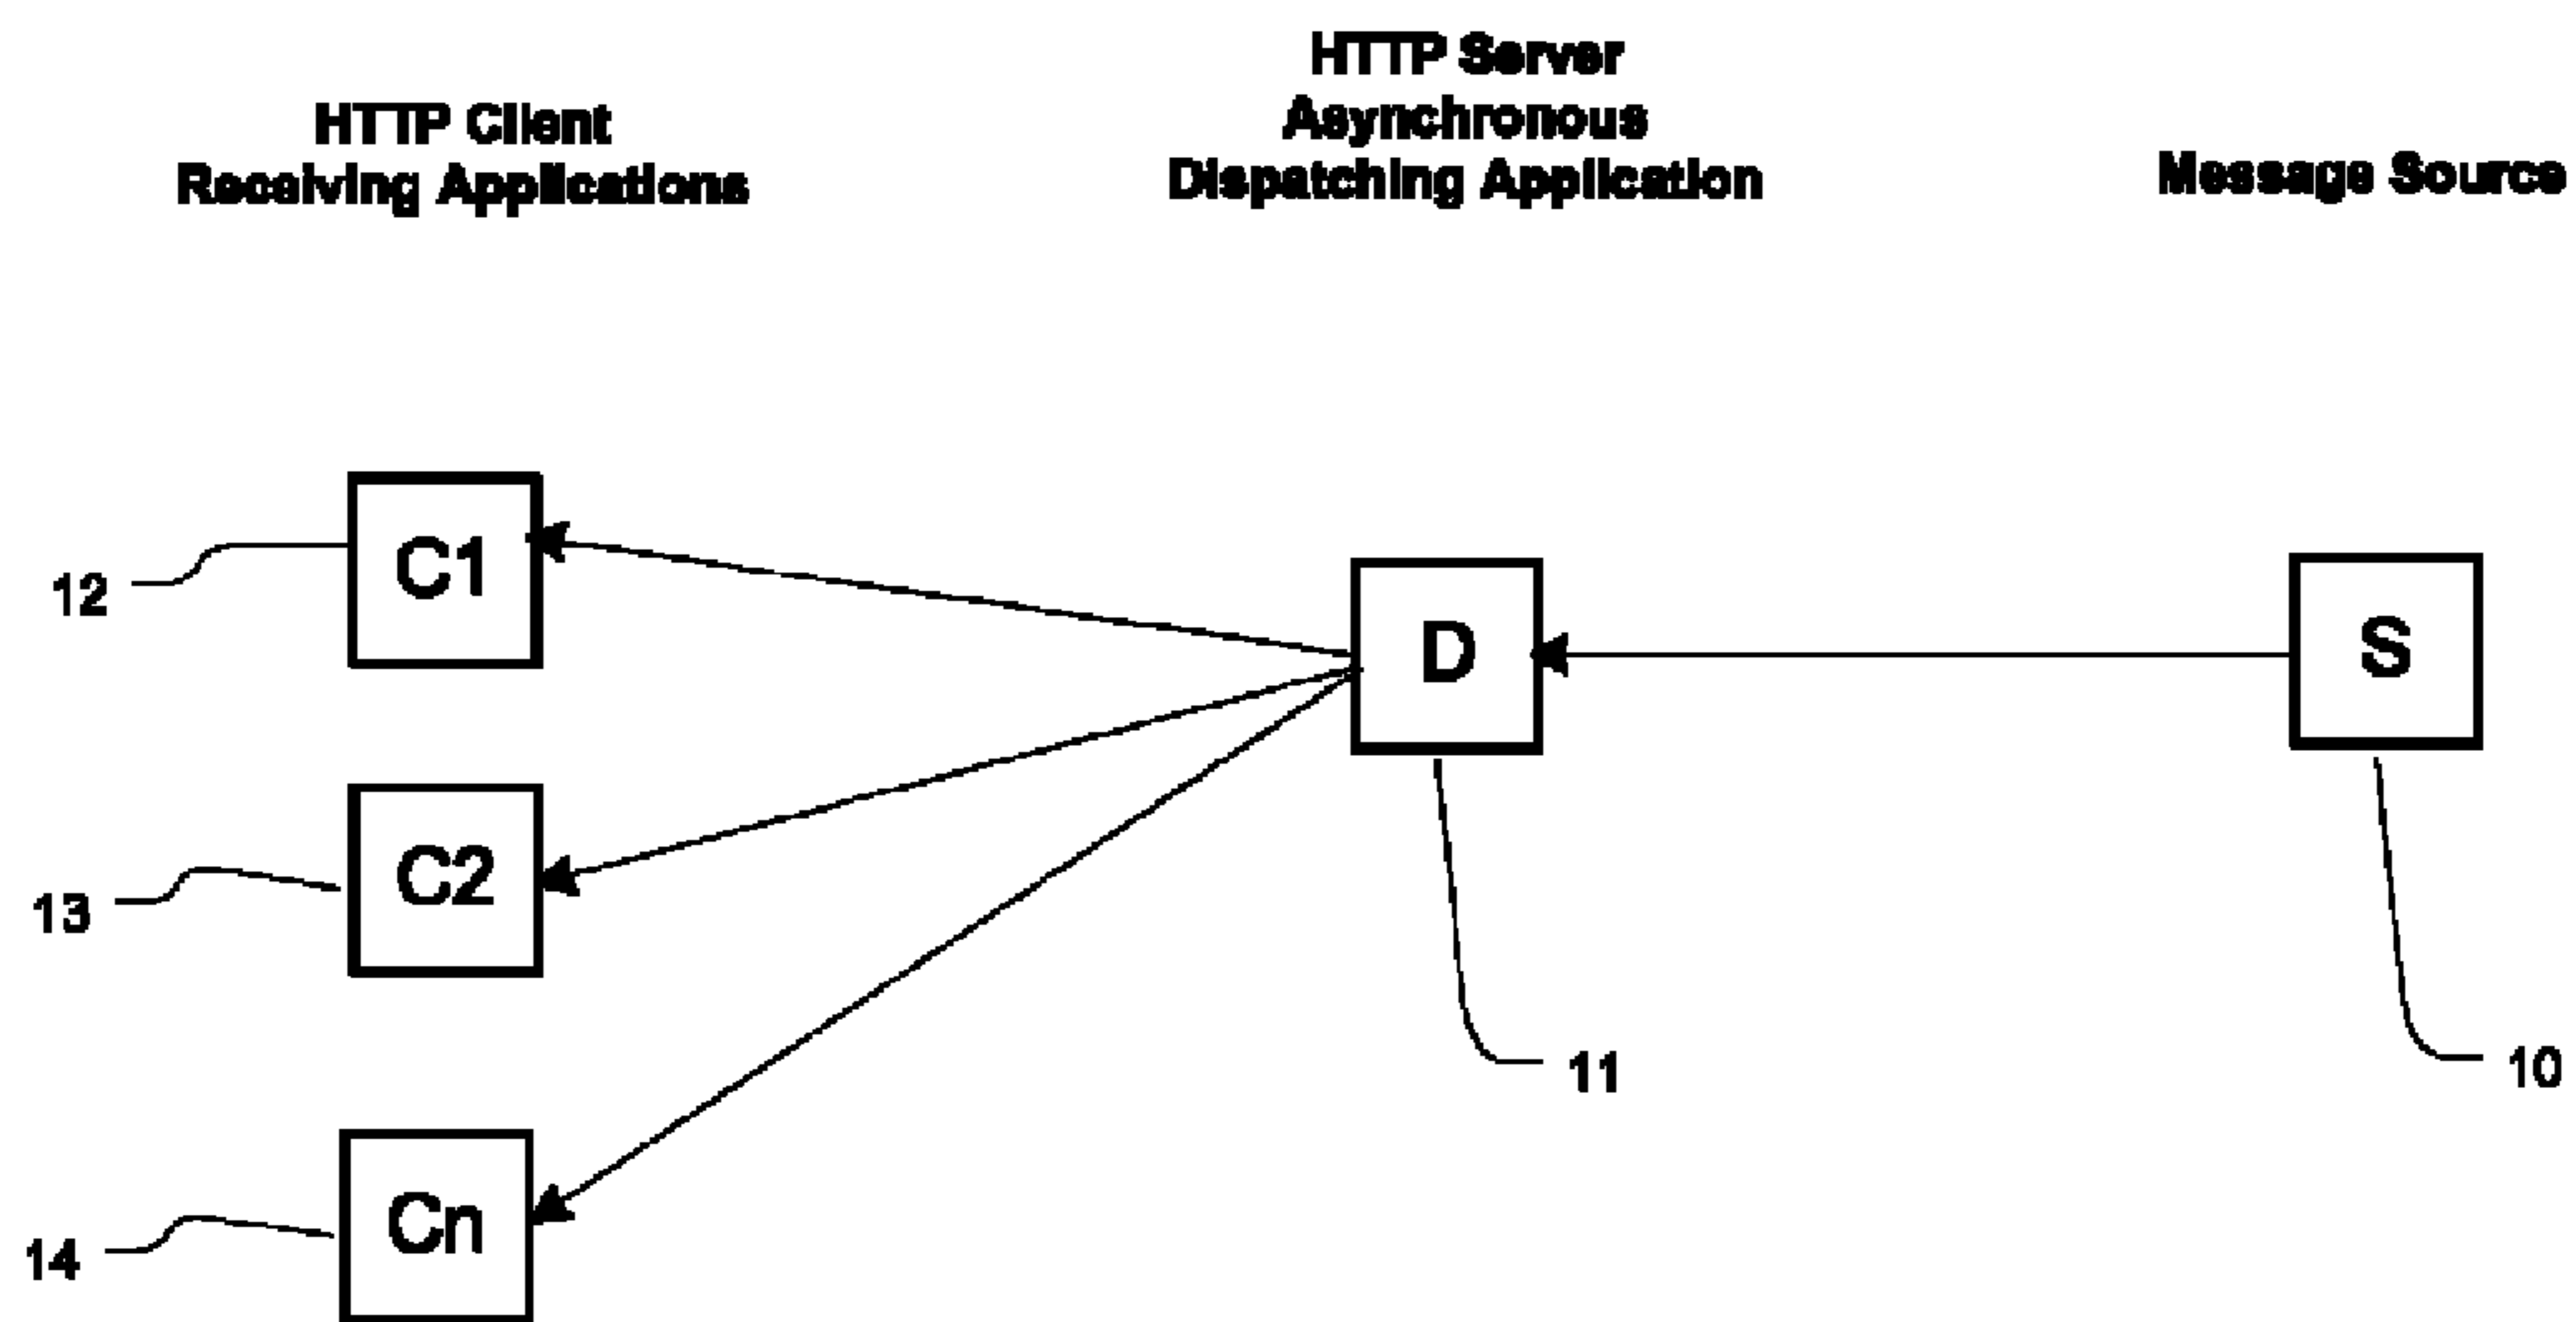 HTTP Client
Receiving Applications
HTTP Server
Asynchronous
Dispatching Application
Message Source
C1
12
D
S
C2
13
11
10
Cn
14